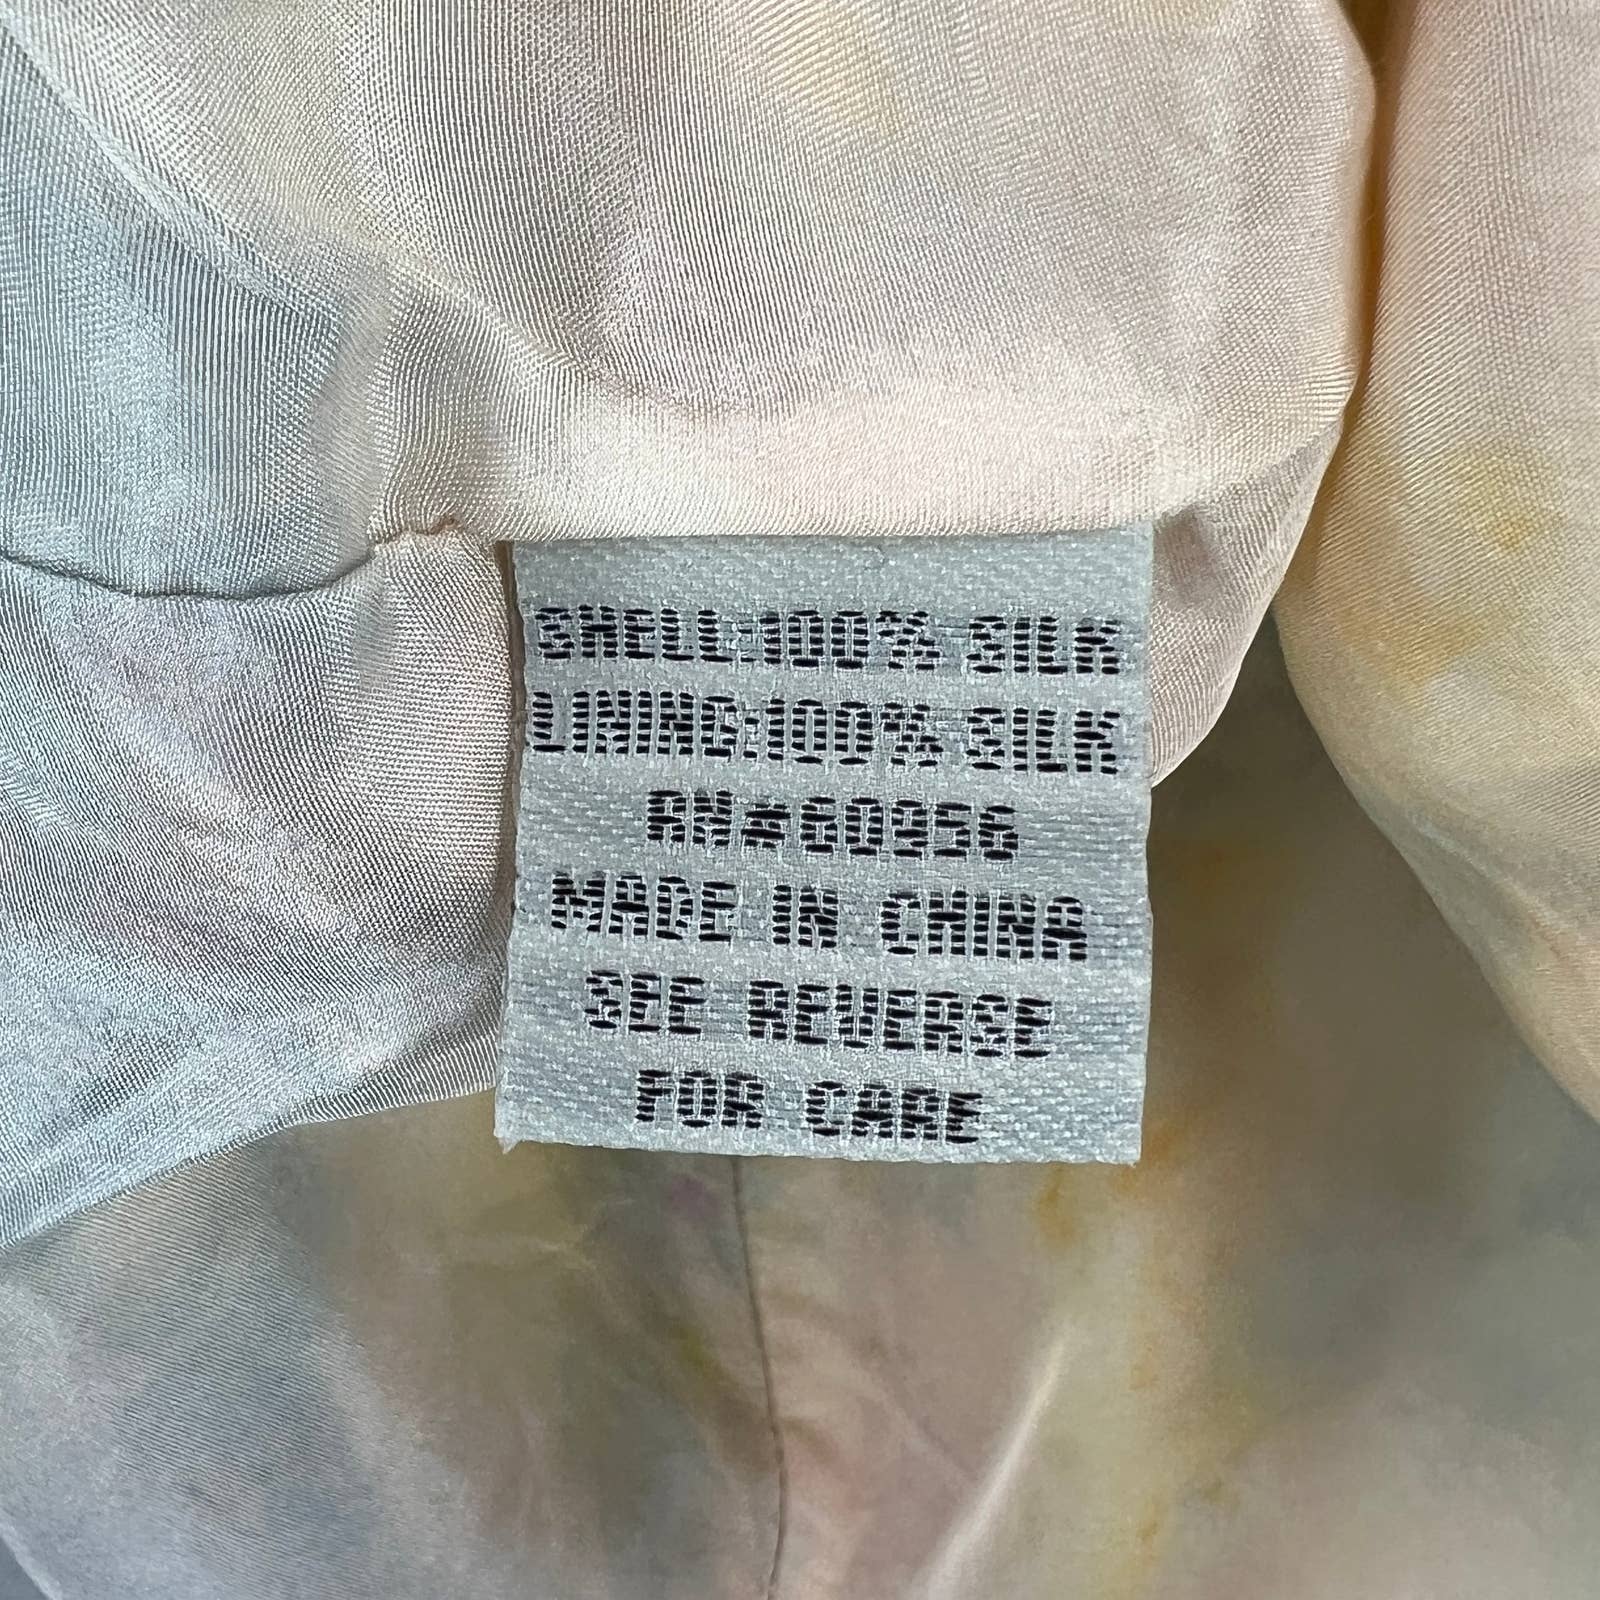 SHELL:100% SILK
LINING:100% SILK
RN#60956
MADE IN CHINA
SEE REVERSE
FOR CARE